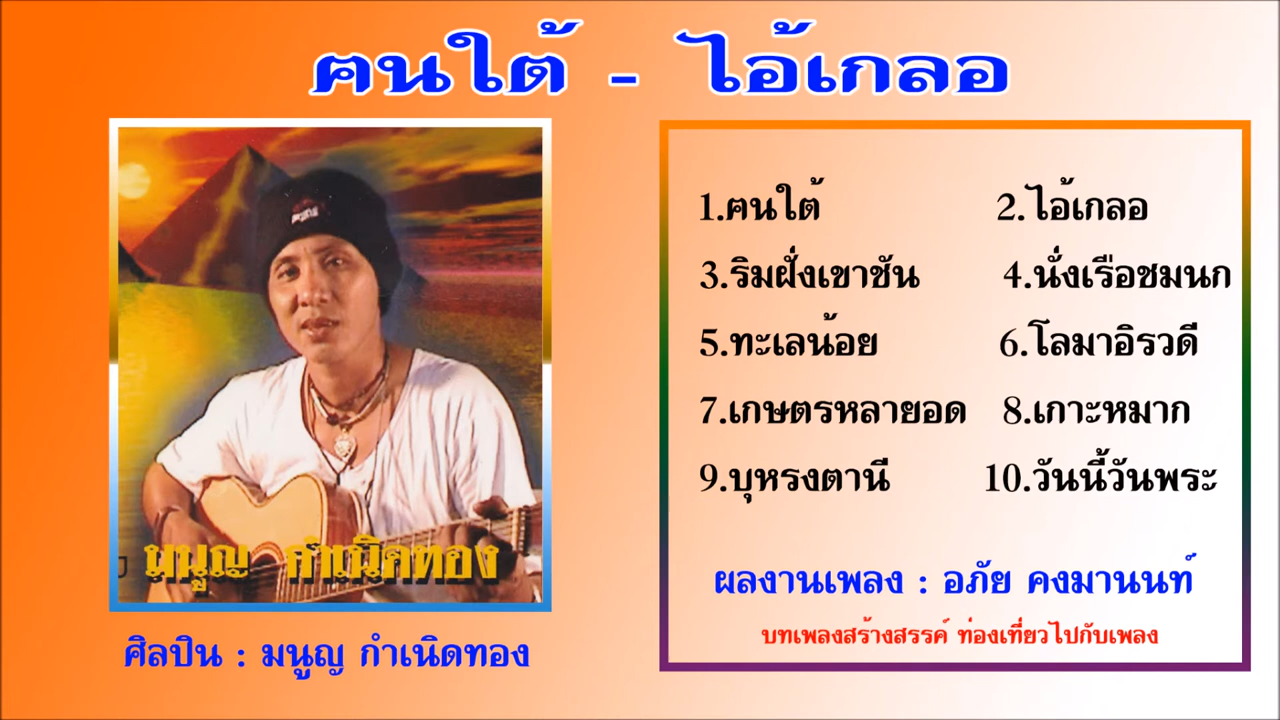 ฅนใต้ - ไอ้เกลอ
1.ฅนใต้ 2.ไอ้เกลอ
3.ริมฝั่งเขาชัน 4.นั่งเรือชมนก
5.ทะเลน้อย 6.โลมาอิรวดี
7.เกษตรหลายอด 8.เกาะหมาก
9.บุหรงตานี 10.วันนี้วันพระ
มนูญ กำเนิดทอง
ผลงานเพลง : อภัย คงมานนท์
บทเพลงสร้างสรรค์ ท่องเที่ยวไปกับเพลง
ศิลปิน : มนูญ กำเนิดทอง